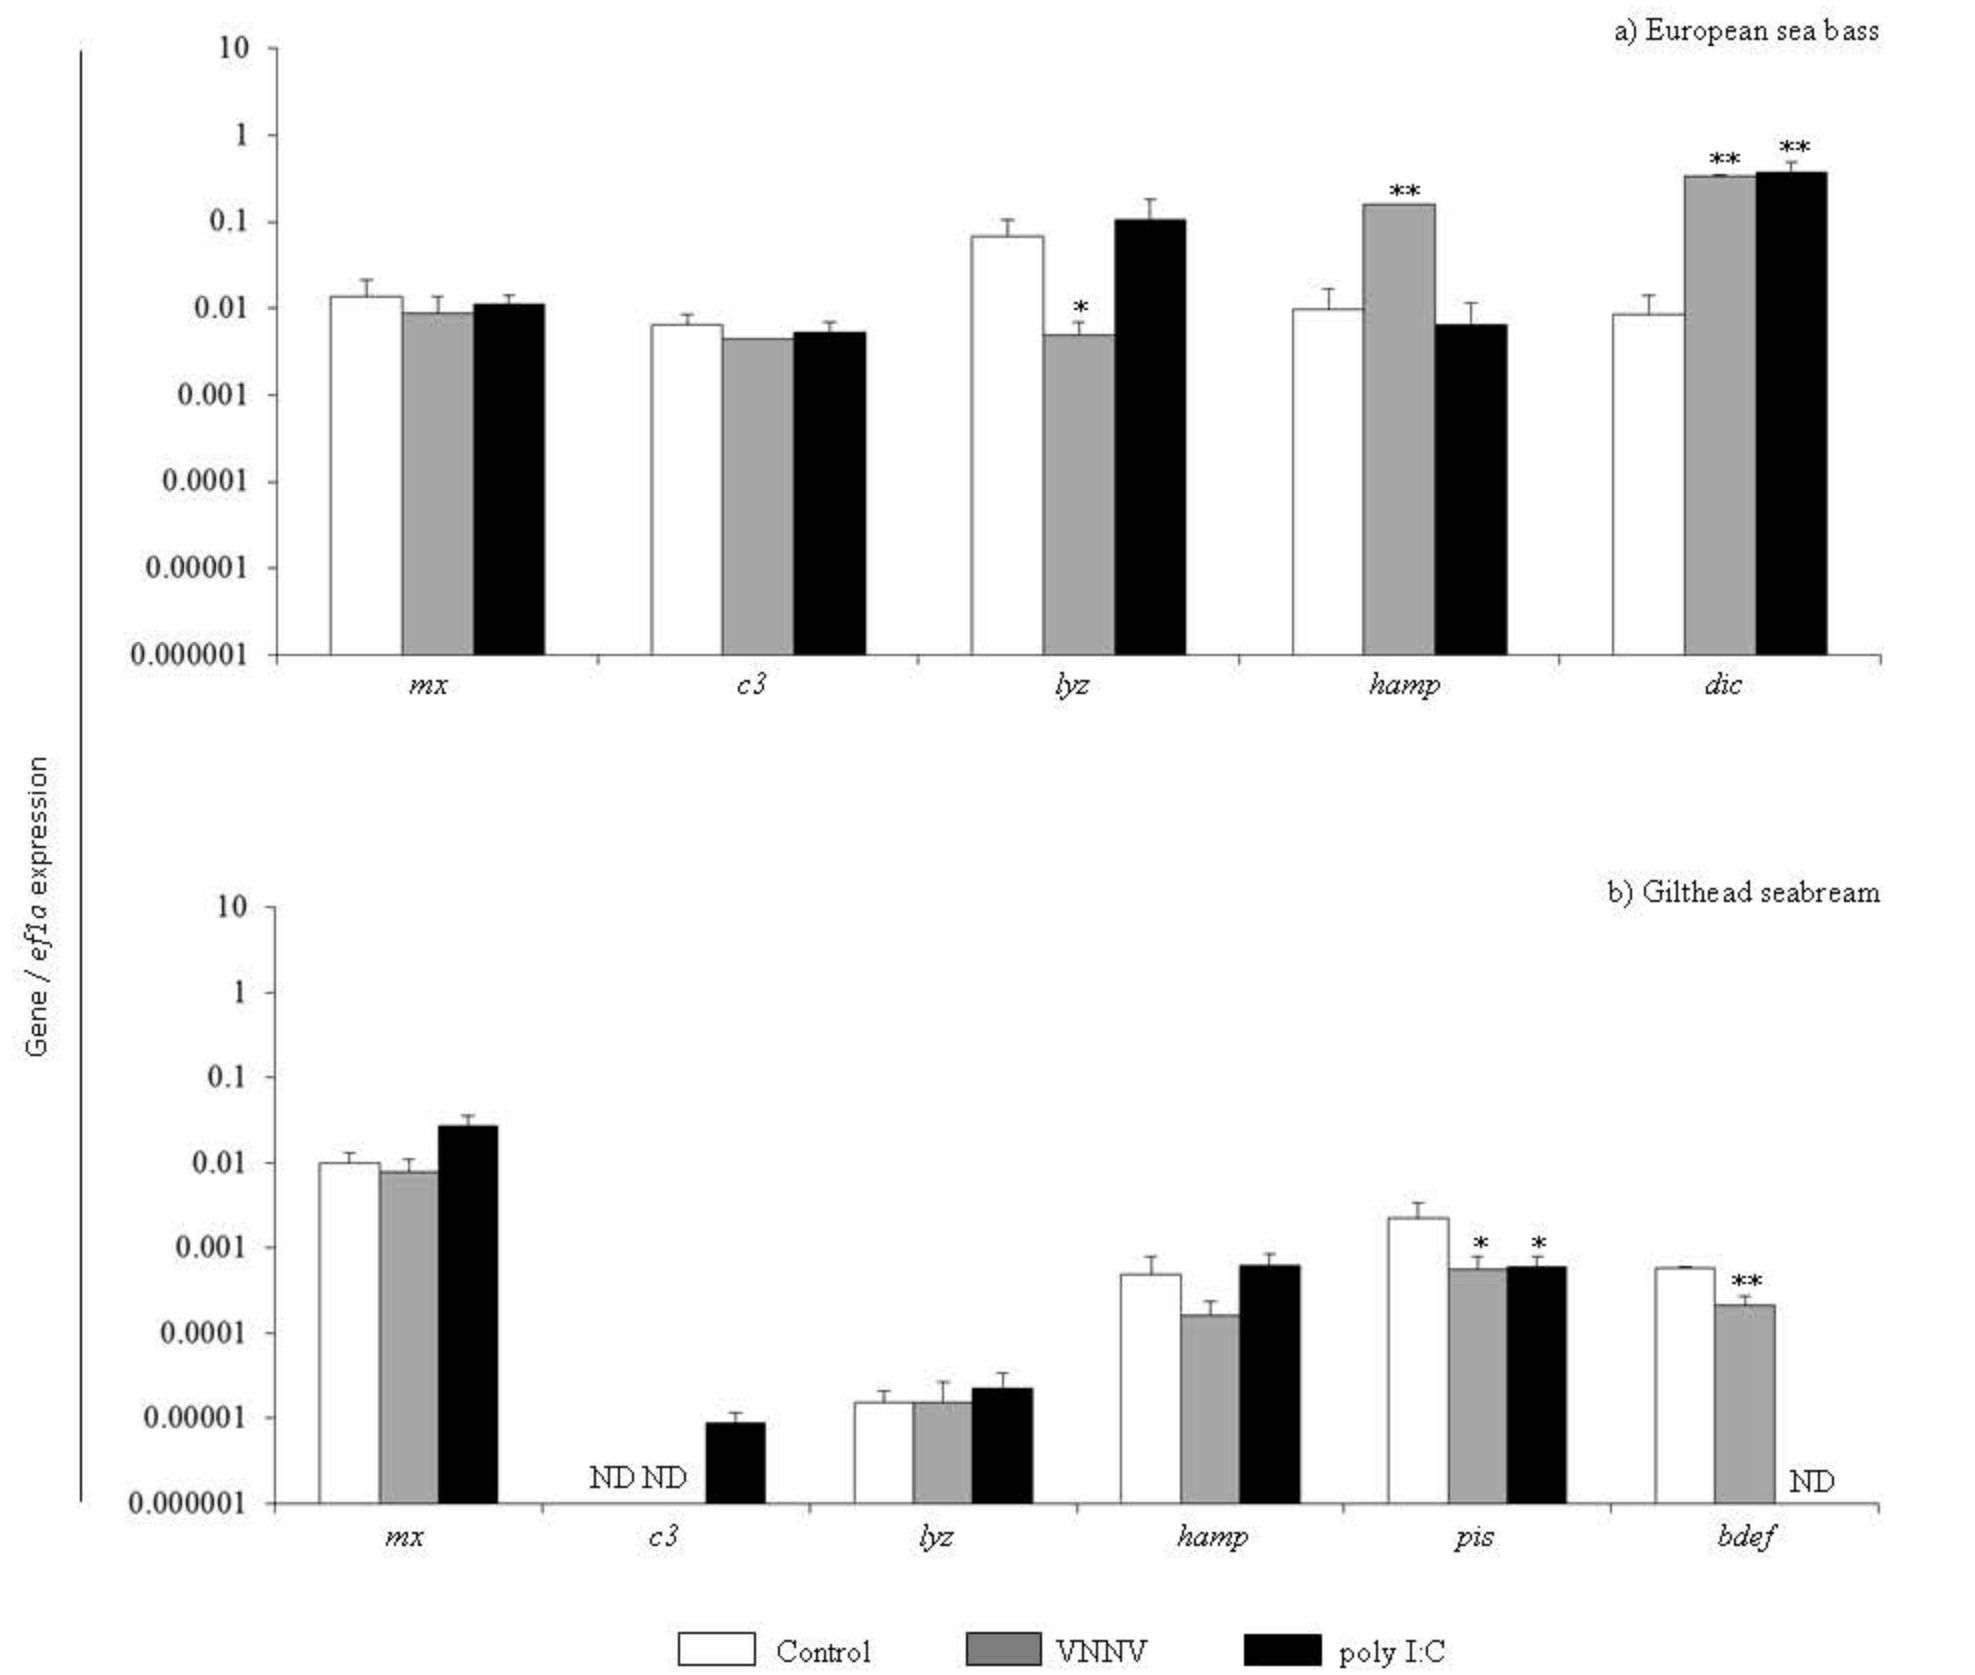 a) European sea bass
10
1
0.1
0.01
0.001
0.0001
0.00001
0.000001
** **
**
*
mx c3 lyz hamp dic
Gene / ef1a expression
b) Gilthead seabream
10
1
0.1
0.01
0.001
0.0001
0.00001
0.000001
* *
**
ND ND
ND
mx c3 lyz hamp pis bdef
Control VNNV poly I:C